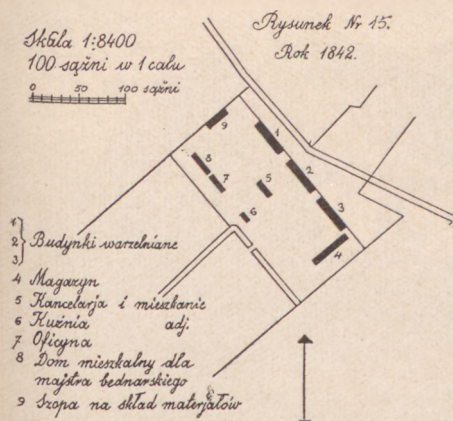 Skala 1:8400
100 sążni w 1 calu
0 50 100 sążni
Rysunek Nr 15.
Rok 1842.
9
1
8
2
7
5
6
3
4
1
2 } Budynki warzelniane
3
4 Magazyn
5 Kancelarja i mieszkanie adj.
6 Kuźnia
7 Oficyna
8 Dom mieszkalny dla
majstra bednarskiego
9 Szopa na skład materjałów